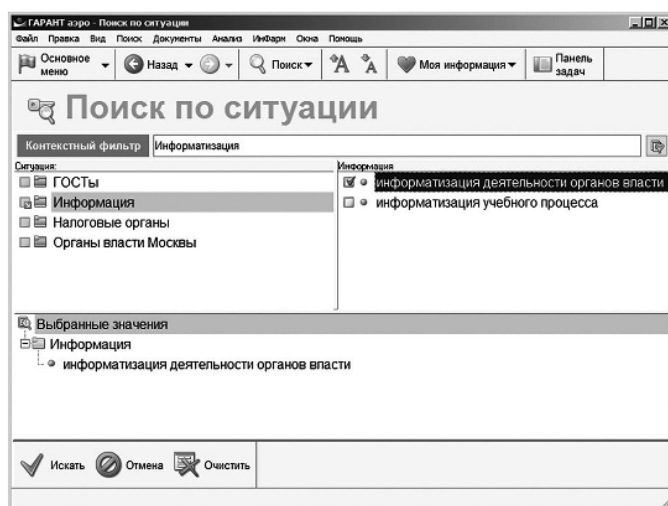 ГАРАНТ аэро - Поиск по ситуации
Файл Правка Вид Поиск Документы Анализ ИнФарм Окна Помощь
Основное меню Назад Поиск А А Моя информация Панель задач
Поиск по ситуации
Контекстный фильтр Информатизация
Ситуация:
ГОСТы
Информация
Налоговые органы
Органы власти Москвы
Информация
информатизация деятельности органов власти
информатизация учебного процесса
Выбранные значения
Информация
информатизация деятельности органов власти
Искать Отмена Очистить